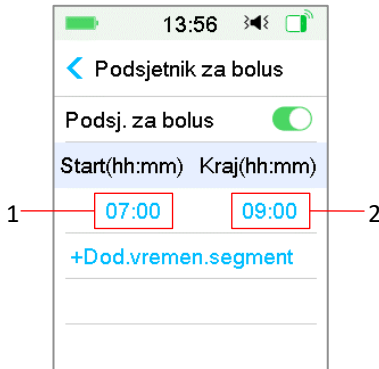 13:56
Podsjetnik za bolus
Podsj. za bolus
Start(hh:mm) Kraj(hh:mm)
1 07:00 09:00 2
+Dod.vremen.segment